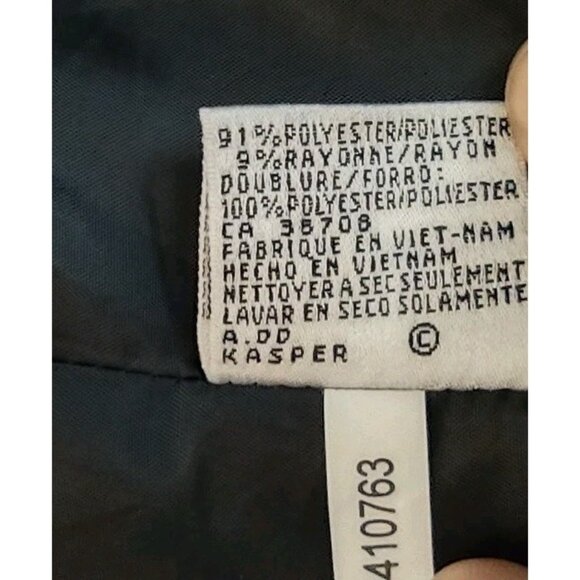 91%POLYESTER/POLIESTER
9%RAYONNE/RAYON
DOUBLURE/FORRO:
100%POLYESTER/POLIESTER
CA 38708
FABRIQUE EN VIET-NAM
HECHO EN VIETNAM
NETTOYER A SEC SEULEMENT
LAVAR EN SECO SOLAMENTE
A.DD
KASPER ©
410763